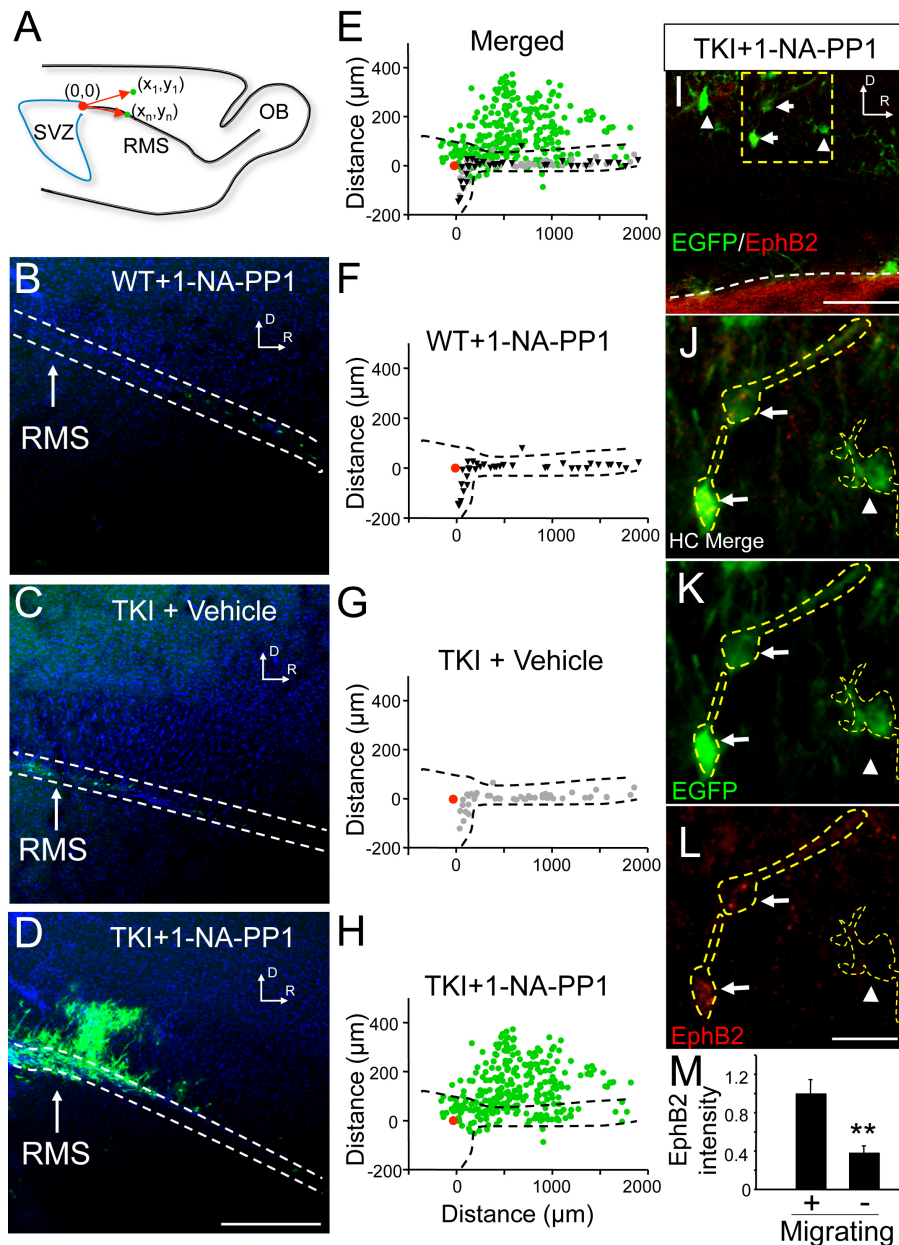 A
(0,0)
(x1,y1)
(xn,yn)
SVZ
RMS
OB
B
WT+1-NA-PP1
D
R
RMS
C
TKI + Vehicle
D
R
RMS
D
TKI+1-NA-PP1
D
R
RMS
E
Merged
Distance (µm)
400
200
0
-200
0
1000
2000
F
WT+1-NA-PP1
Distance (µm)
400
200
0
-200
0
1000
2000
G
TKI + Vehicle
Distance (µm)
400
200
0
-200
0
1000
2000
H
TKI+1-NA-PP1
Distance (µm)
400
200
0
-200
0
1000
2000
Distance (µm)
TKI+1-NA-PP1
I
D
R
EGFP/EphB2
J
HC Merge
K
EGFP
L
EphB2
M
EphB2
intensity
1.2
0.8
0.4
0
**
+ -
Migrating